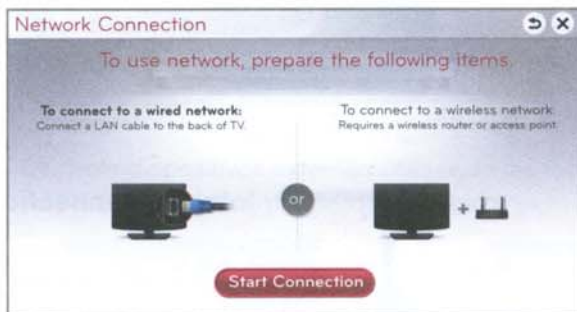 Network Connection
To use network, prepare the following items.
To connect to a wired network:
Connect a LAN cable to the back of TV.
or
To connect to a wireless network:
Requires a wireless router or access point.
Start Connection